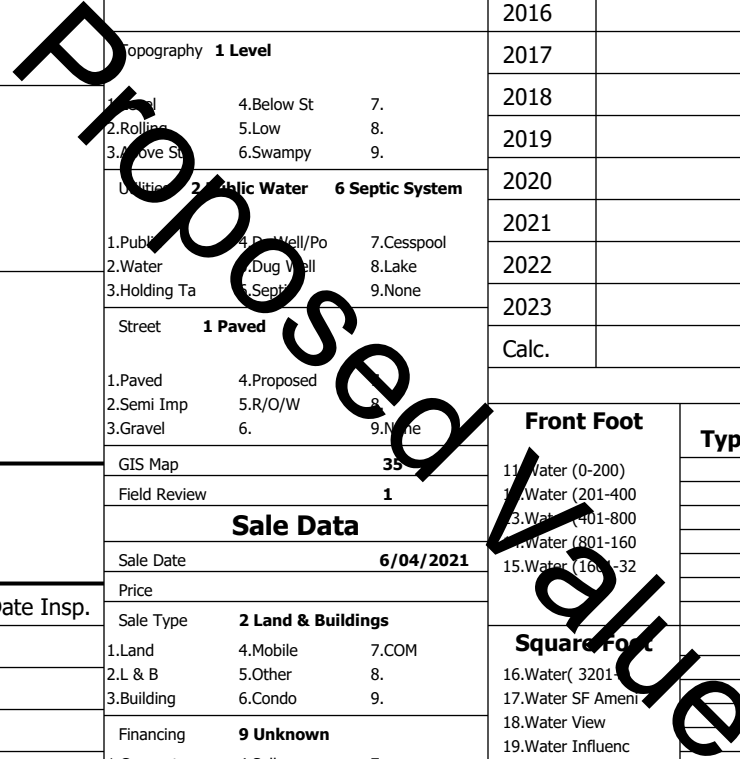 Topography 1 Level
4.Below St 7.
2.Rolling 5.Low 8.
3.Above St 6.Swampy 9.
Utilities 2 Public Water 6 Septic System
1.Public 7.Cesspool
2.Water 5.Dug Well 8.Lake
3.Holding Ta 6.Septic 9.None
Street 1 Paved
1.Paved 4.Proposed
2.Semi Imp 5.R/O/W 8.
3.Gravel 6. 9.None
GIS Map 35
Field Review 1
Sale Data
Sale Date 6/04/2021
Price
Sale Type 2 Land & Buildings
1.Land 4.Mobile 7.COM
2.L & B 5.Other 8.
3.Building 6.Condo 9.
Financing 9 Unknown
Date Insp.
2016
2017
2018
2019
2020
2021
2022
2023
Calc.
Front Foot
Typ
11.Water (0-200)
12.Water (201-400
13.Water (401-800
14.Water (801-160
15.Water (1601-32
Square Foot
16.Water( 3201-
17.Water SF Ameni
18.Water View
19.Water Influenc
Proposed Value